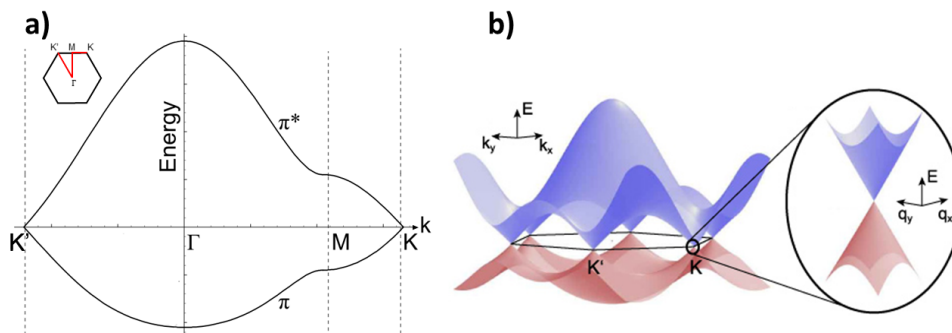 a)
K' M K
Γ
Energy
π*
K' Γ M K k
π
b)
E
k_y k_x
K' K
E
q_y q_x